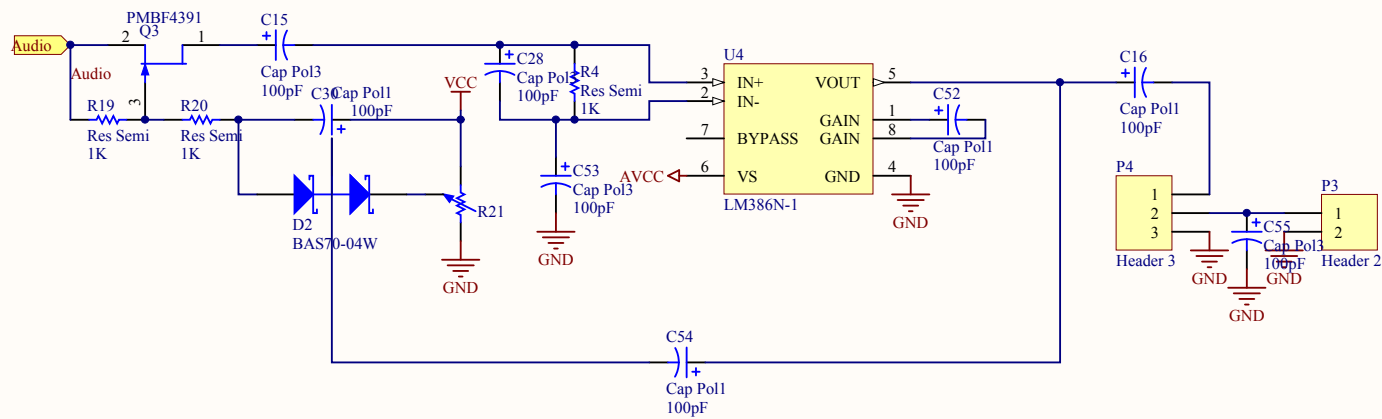 PMBF4391
Q3
2
1
3
Audio
Audio
C15
Cap Pol3
100pF
R19
Res Semi
1K
R20
Res Semi
1K
C30
Cap Pol1
100pF
VCC
C28
Cap Pol
100pF
R4
Res Semi
1K
C53
Cap Pol3
100pF
GND
D2
BAS70-04W
R21
GND
U4
3 IN+
2 IN-
7 BYPASS
6 VS
VOUT 5
GAIN 1
GAIN 8
GND 4
LM386N-1
AVCC
C52
Cap Pol1
100pF
GND
C16
Cap Pol1
100pF
P4
1
2
3
Header 3
GND
C55
Cap Pol3
100pF
GND
GND
P3
1
2
Header 2
C54
Cap Pol1
100pF